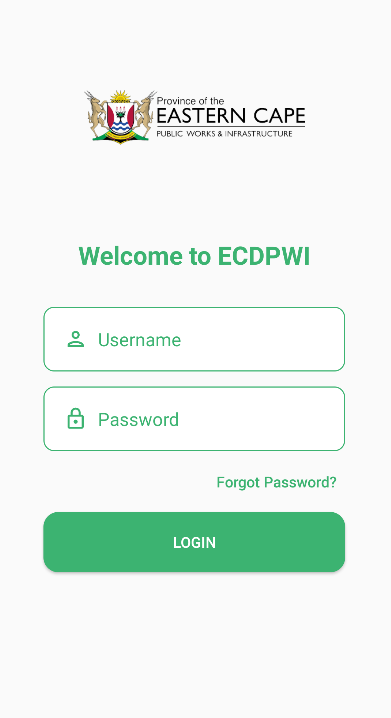 Province of the
EASTERN CAPE
PUBLIC WORKS & INFRASTRUCTURE
Welcome to ECDPWI
Username
Password
Forgot Password?
LOGIN